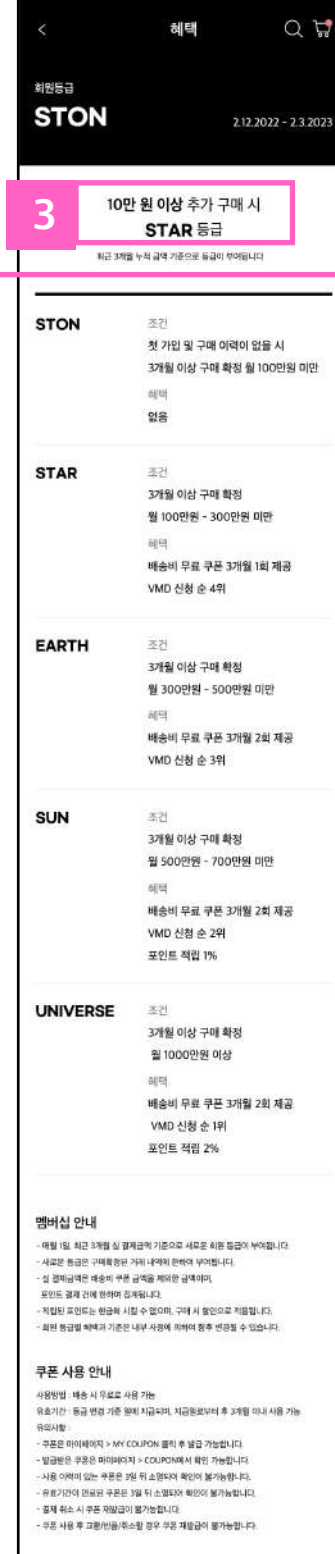 혜택
회원등급
STON
2.12.2022 - 2.3.2023
3
10만 원 이상 추가 구매 시
STAR 등급
최근 3개월 누적 금액 기준으로 등급이 부여됩니다
STON
조건
첫 가입 및 구매 이력이 없을 시
3개월 이상 구매 확정 월 100만원 미만
혜택
없음
STAR
조건
3개월 이상 구매 확정
월 100만원 - 300만원 미만
혜택
배송비 무료 쿠폰 3개월 1회 제공
VMD 신청 순 4위
EARTH
조건
3개월 이상 구매 확정
월 300만원 - 500만원 미만
혜택
배송비 무료 쿠폰 3개월 2회 제공
VMD 신청 순 3위
SUN
조건
3개월 이상 구매 확정
월 500만원 - 700만원 미만
혜택
배송비 무료 쿠폰 3개월 2회 제공
VMD 신청 순 2위
포인트 적립 1%
UNIVERSE
조건
3개월 이상 구매 확정
월 1000만원 이상
혜택
배송비 무료 쿠폰 3개월 2회 제공
VMD 신청 순 1위
포인트 적립 2%
멤버십 안내
- 매월 1일, 최근 3개월 실 결제금액 기준으로 새로운 회원 등급이 부여됩니다.
- 새로운 등급은 구매확정된 거래 내역에 한하여 부여됩니다.
- 실 결제금액은 배송비 쿠폰 금액을 제외한 금액이며,
포인트 결제 건에 한하여 집계됩니다.
- 적립된 포인트는 현금화 시킬 수 없으며, 구매 시 할인으로 적용됩니다.
- 회원 등급별 혜택과 기준은 내부 사정에 의하여 향후 변경될 수 있습니다.
쿠폰 사용 안내
사용방법 : 배송 시 무료로 사용 가능
유효기간 : 등급 변경 기준 월에 지급되며, 지급일로부터 후 3개월 이내 사용 가능
유의사항 :
- 쿠폰은 마이페이지 > MY COUPON 클릭 후 발급 가능합니다.
- 발급받은 쿠폰은 마이페이지 > COUPON에서 확인 가능합니다.
- 사용 이력이 있는 쿠폰은 3일 뒤 소멸되어 확인이 불가능합니다.
- 유효기간이 만료된 쿠폰은 3일 뒤 소멸되어 확인이 불가능합니다.
- 결제 취소 시 쿠폰 재발급이 불가능합니다.
- 쿠폰 사용 후 교환/반품/취소할 경우 쿠폰 재발급이 불가능합니다.